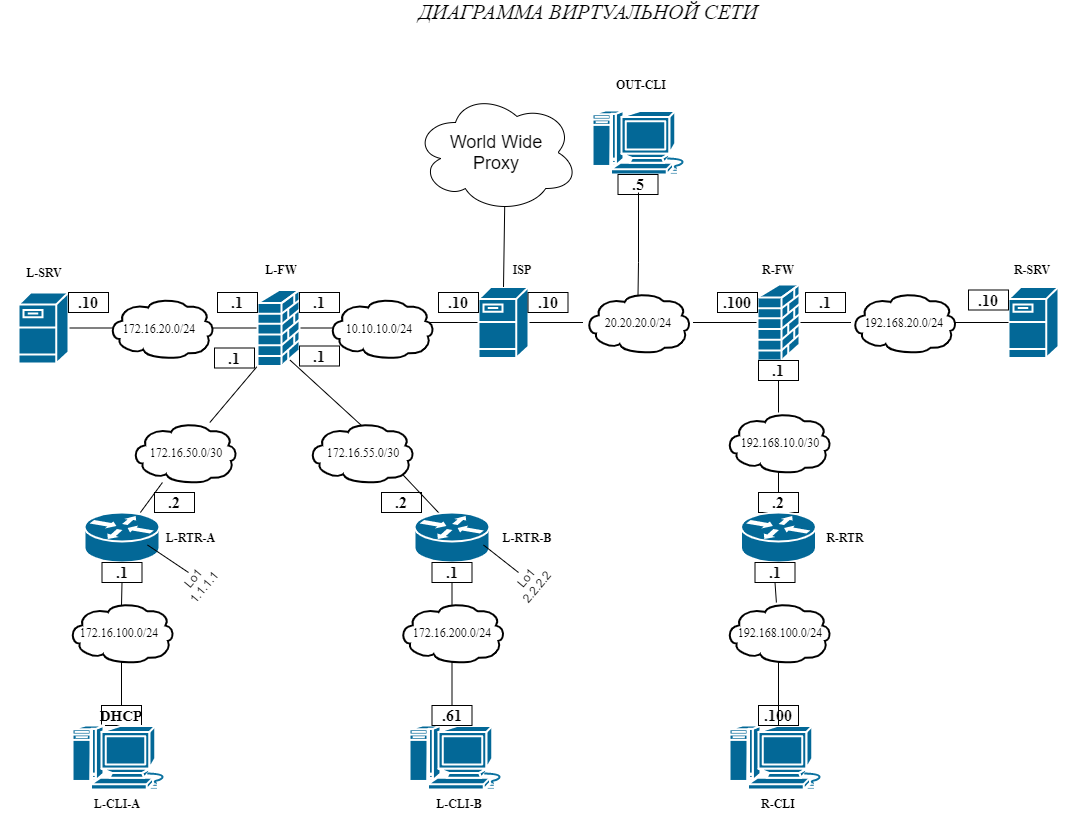 ДИАГРАММА ВИРТУАЛЬНОЙ СЕТИ
OUT-CLI
World Wide
Proxy
.5
L-SRV
L-FW
ISP
R-FW
R-SRV
.10
.1
.1
.10
.10
.100
.1
.10
172.16.20.0/24
10.10.10.0/24
20.20.20.0/24
192.168.20.0/24
.1
.1
.1
172.16.50.0/30
172.16.55.0/30
192.168.10.0/30
.2
.2
.2
L-RTR-A
L-RTR-B
R-RTR
.1
Lo1
1.1.1.1
.1
Lo1
2.2.2.2
.1
172.16.100.0/24
172.16.200.0/24
192.168.100.0/24
DHCP
.61
.100
L-CLI-A
L-CLI-B
R-CLI